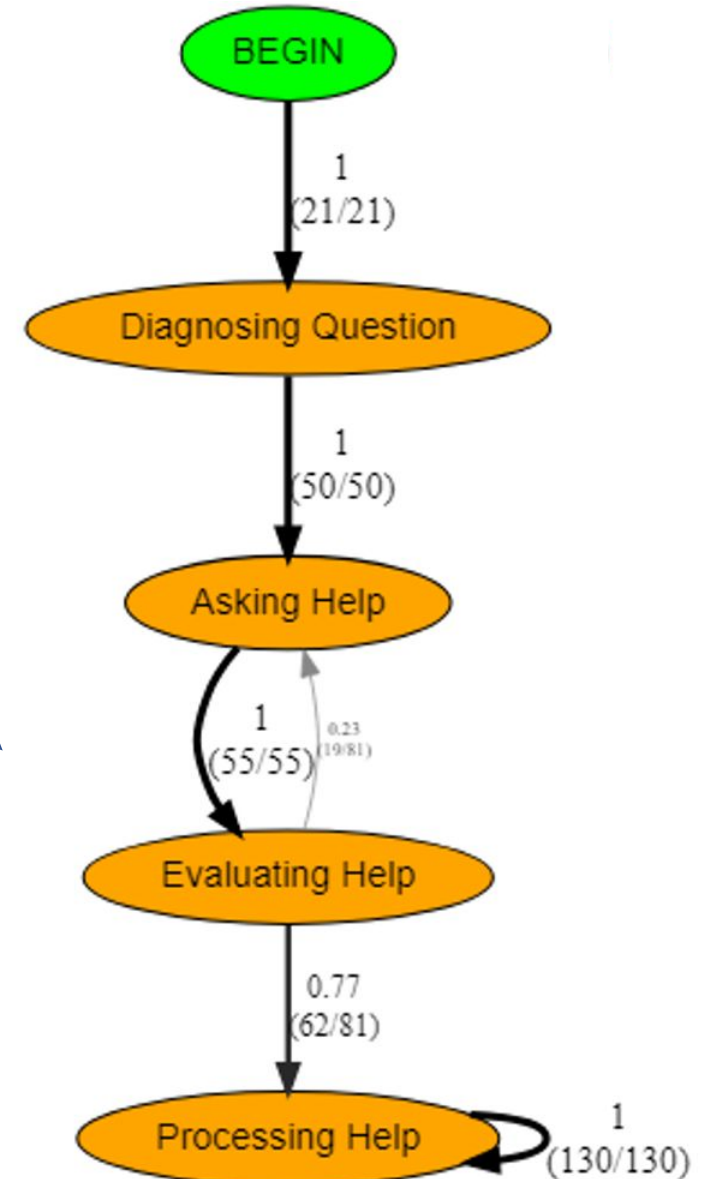 BEGIN
1
(21/21)
Diagnosing Question
1
(50/50)
Asking Help
1
(55/55)
0.23
(19/81)
Evaluating Help
0.77
(62/81)
Processing Help
1
(130/130)